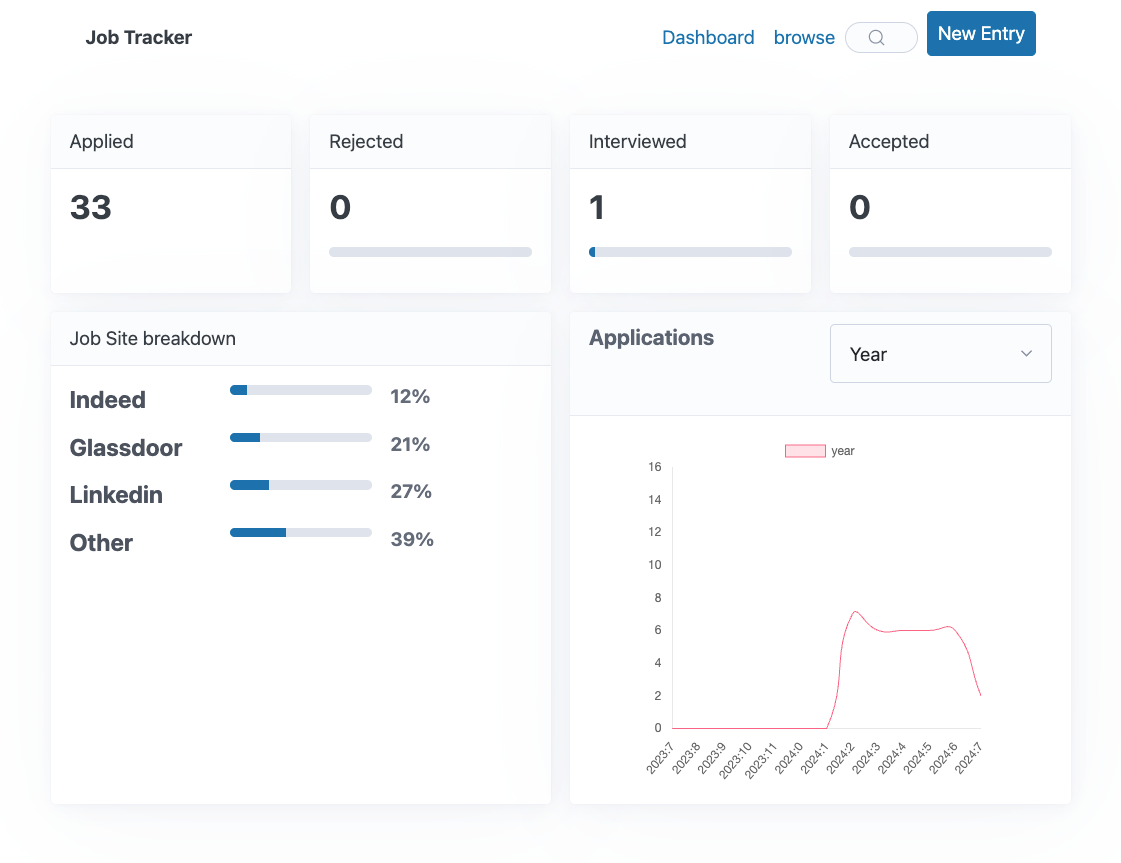 Job Tracker
Dashboard browse New Entry
Applied Rejected Interviewed Accepted
33 0 1 0
Job Site breakdown
Indeed 12%
Glassdoor 21%
Linkedin 27%
Other 39%
Applications Year
year
16
14
12
10
8
6
4
2
0
2023:7 2023:8 2023:9 2023:10 2023:11 2024:0 2024:1 2024:2 2024:3 2024:4 2024:5 2024:6 2024:7